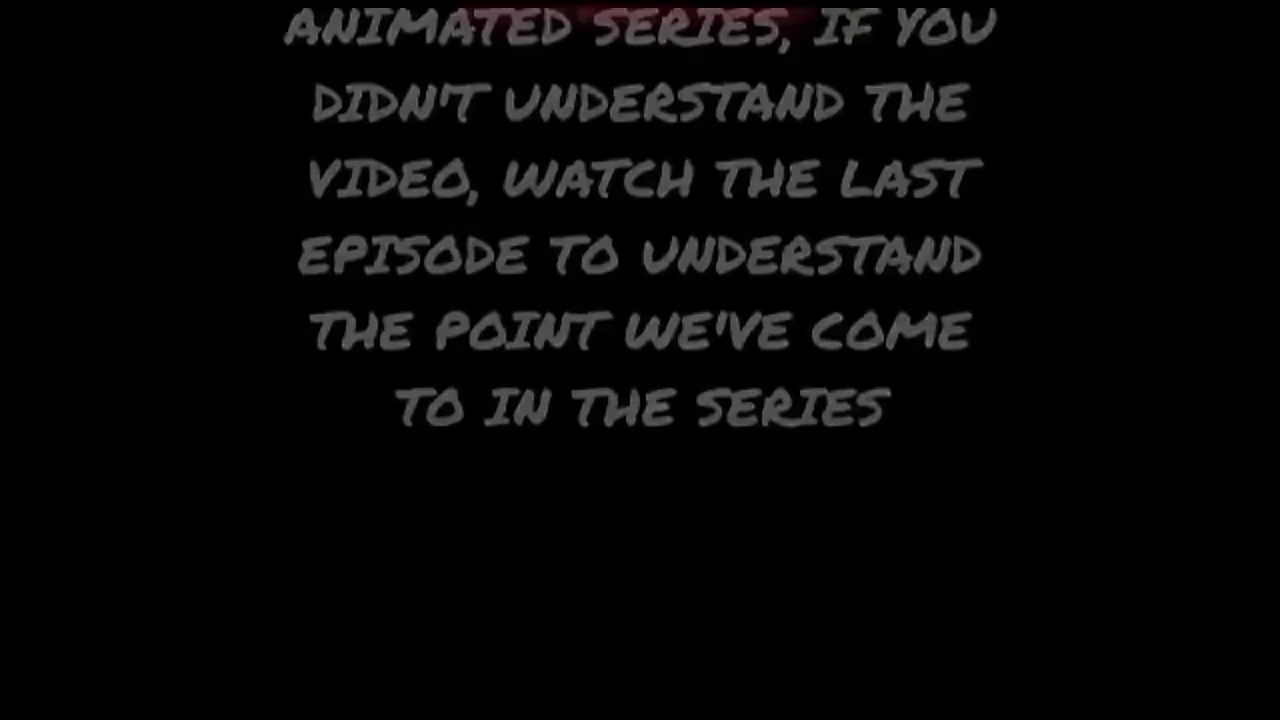 ANIMATED SERIES, IF YOU
DIDN'T UNDERSTAND THE
VIDEO, WATCH THE LAST
EPISODE TO UNDERSTAND
THE POINT WE'VE COME
TO IN THE SERIES